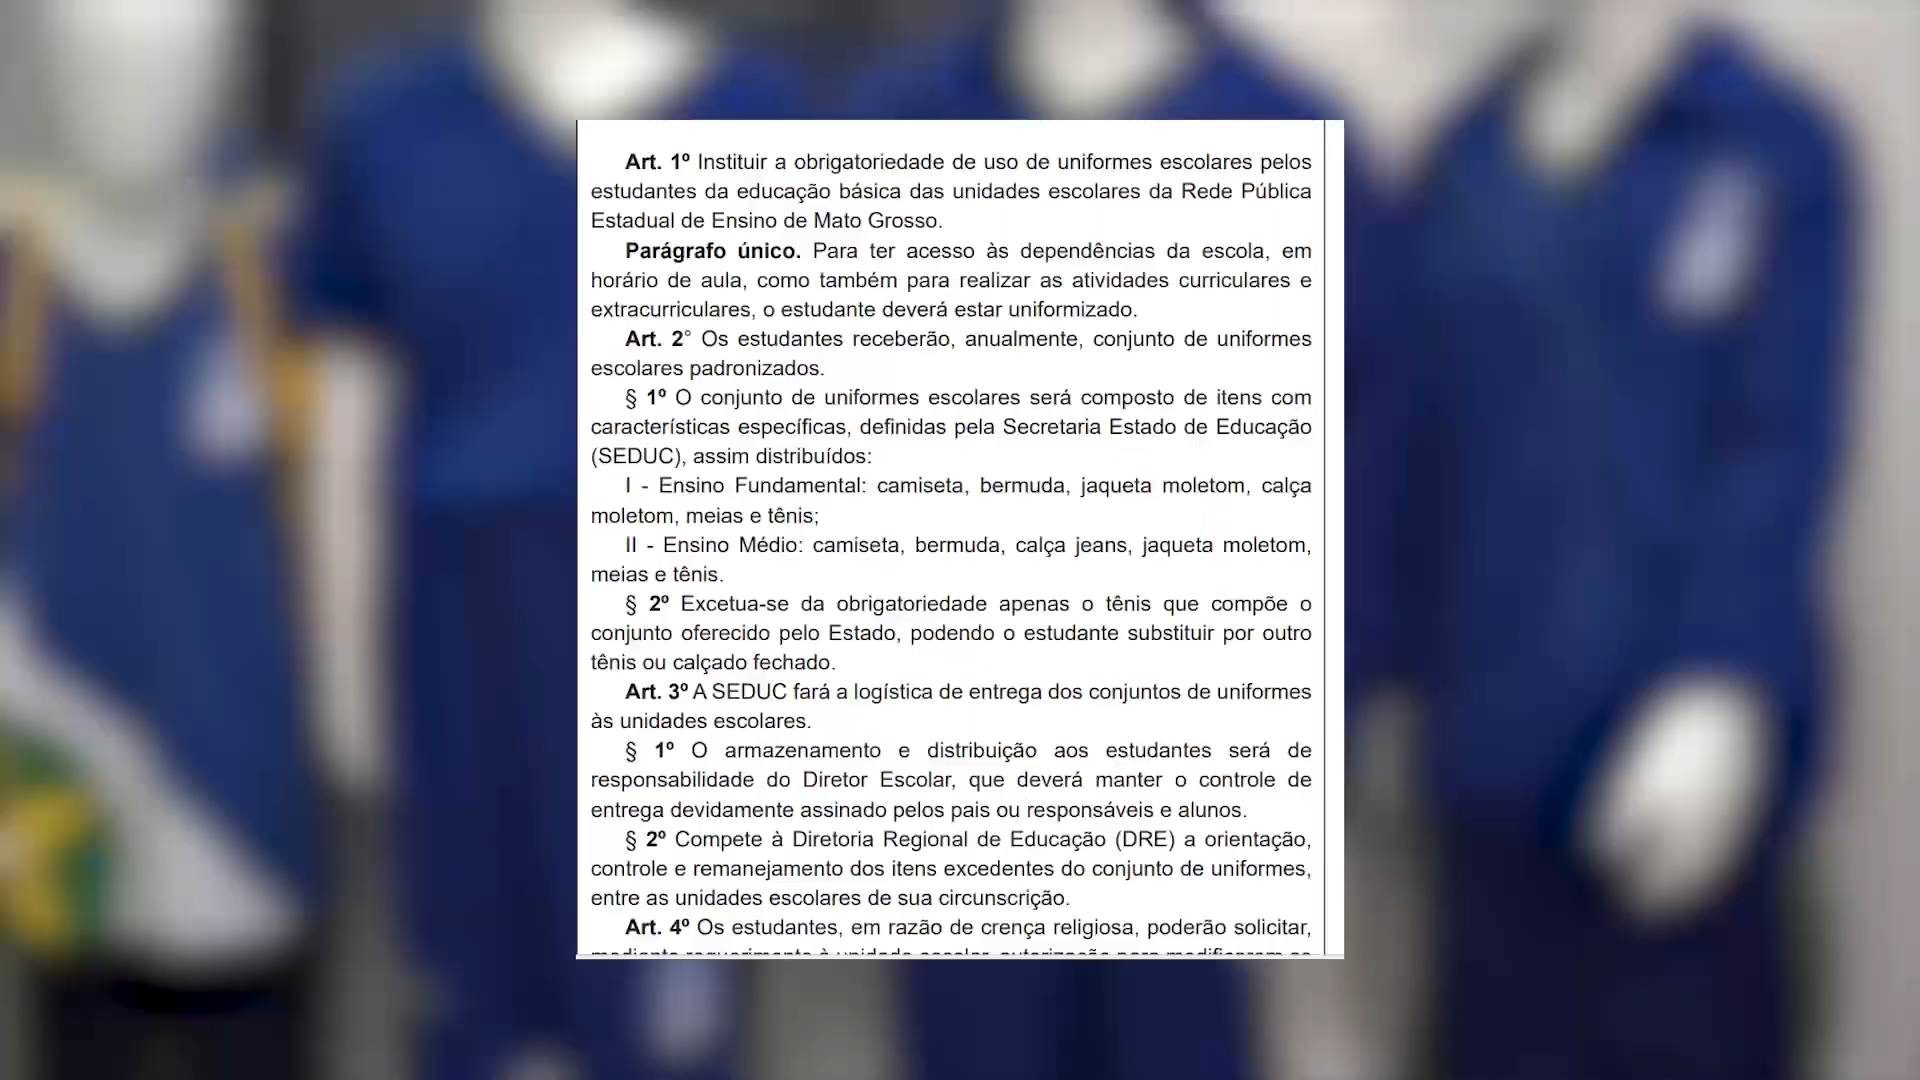 Art. 1º Instituir a obrigatoriedade de uso de uniformes escolares pelos
estudantes da educação básica das unidades escolares da Rede Pública
Estadual de Ensino de Mato Grosso.
Parágrafo único. Para ter acesso às dependências da escola, em
horário de aula, como também para realizar as atividades curriculares e
extracurriculares, o estudante deverá estar uniformizado.
Art. 2° Os estudantes receberão, anualmente, conjunto de uniformes
escolares padronizados.
§ 1º O conjunto de uniformes escolares será composto de itens com
características específicas, definidas pela Secretaria Estado de Educação
(SEDUC), assim distribuídos:
I - Ensino Fundamental: camiseta, bermuda, jaqueta moletom, calça
moletom, meias e tênis;
II - Ensino Médio: camiseta, bermuda, calça jeans, jaqueta moletom,
meias e tênis.
§ 2º Excetua-se da obrigatoriedade apenas o tênis que compõe o
conjunto oferecido pelo Estado, podendo o estudante substituir por outro
tênis ou calçado fechado.
Art. 3º A SEDUC fará a logística de entrega dos conjuntos de uniformes
às unidades escolares.
§ 1º O armazenamento e distribuição aos estudantes será de
responsabilidade do Diretor Escolar, que deverá manter o controle de
entrega devidamente assinado pelos pais ou responsáveis e alunos.
§ 2º Compete à Diretoria Regional de Educação (DRE) a orientação,
controle e remanejamento dos itens excedentes do conjunto de uniformes,
entre as unidades escolares de sua circunscrição.
Art. 4º Os estudantes, em razão de crença religiosa, poderão solicitar,